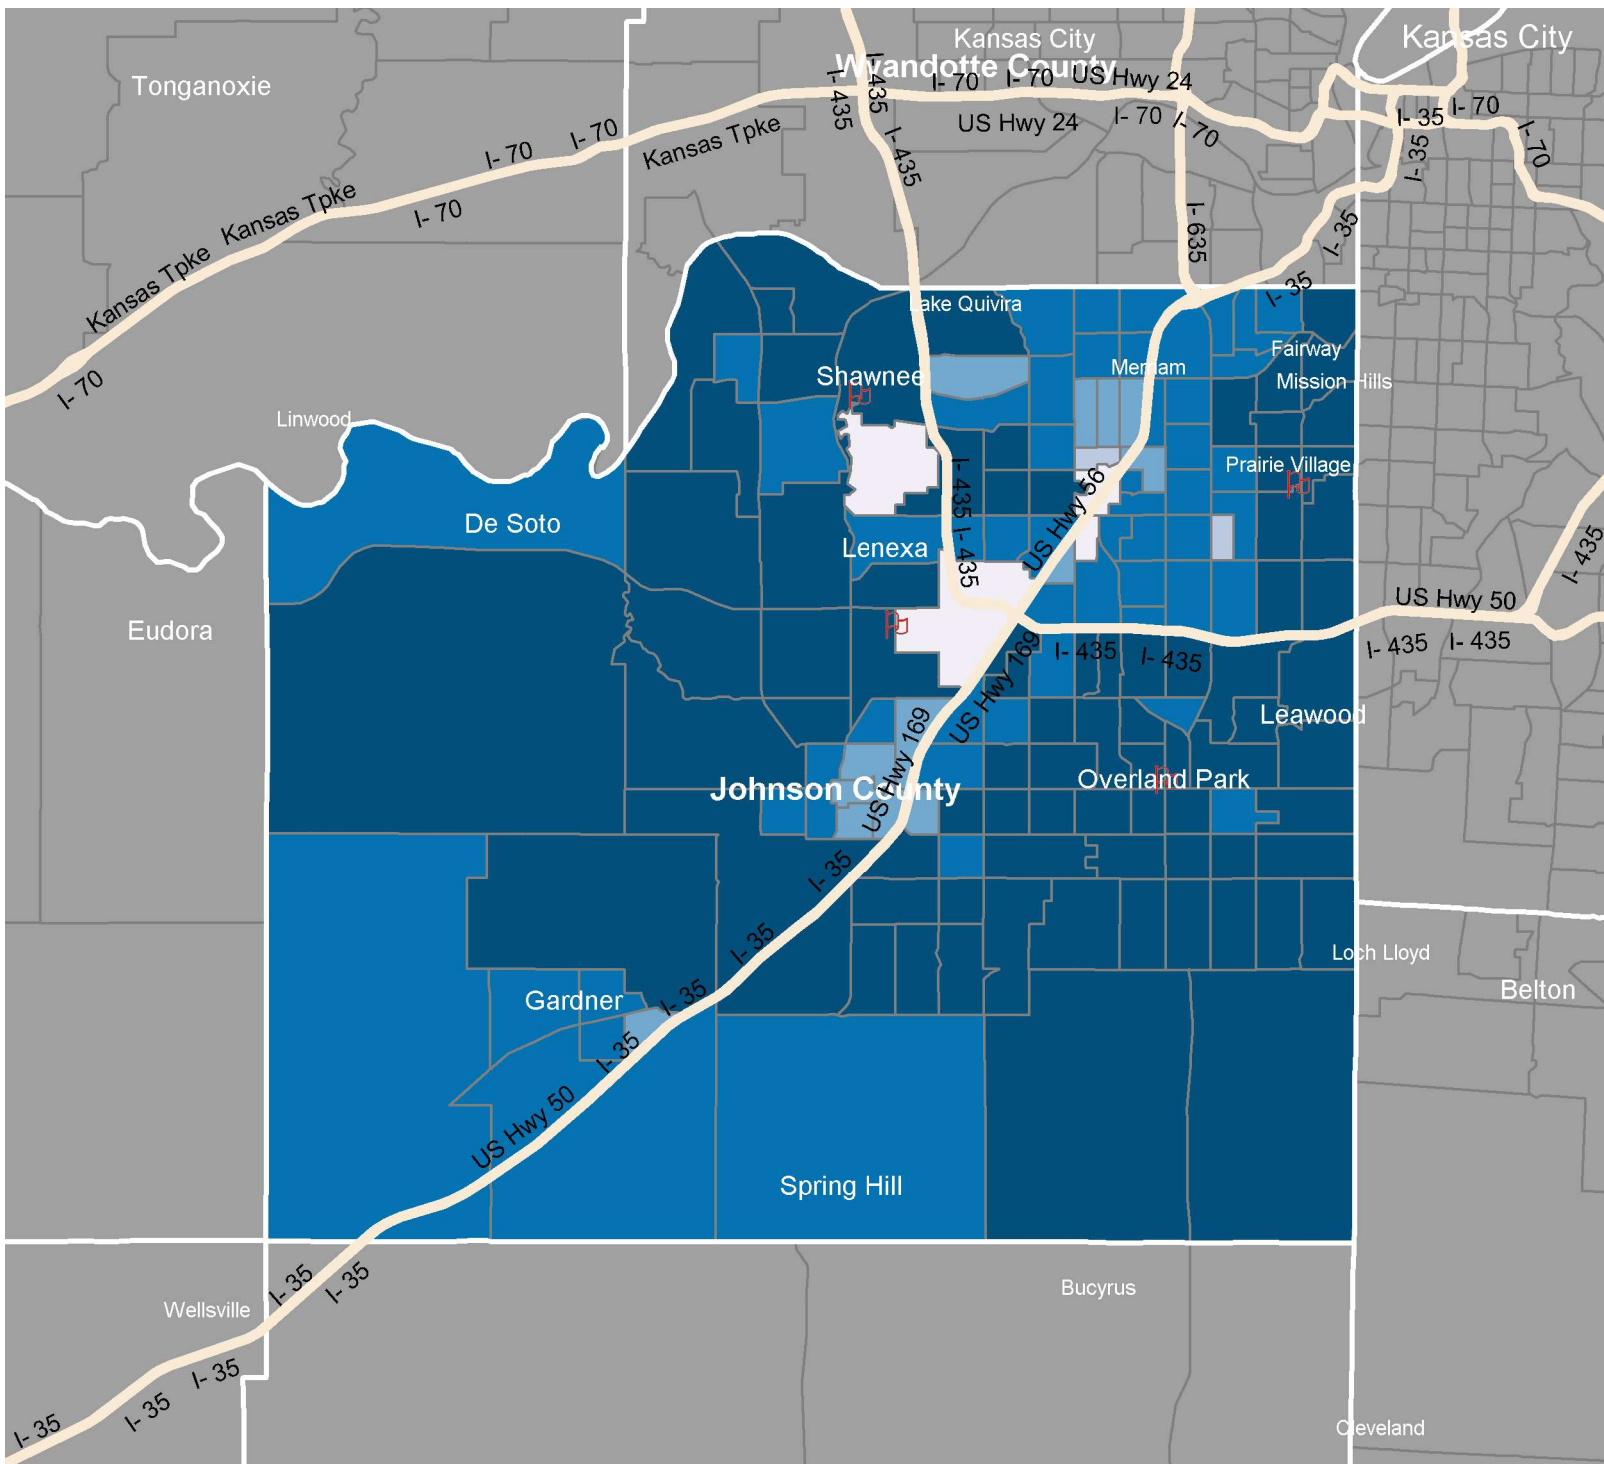 Kansas City
Kansas City
Wyandotte County
Tonganoxie
I- 435
I- 435
I- 70
I- 70
US Hwy 24
I- 70
I- 70
US Hwy 24
I- 70
I- 70
I- 35
I- 70
I- 35
I- 70
I- 70
Kansas Tpke
I- 435
I- 70
Kansas Tpke
I- 635
I- 35
Kansas Tpke
I- 35
Lake Quivira
Fairway
Merriam
Shawnee
Mission Hills
I- 70
Linwood
Prairie Village
I- 435
US Hwy 56
De Soto
Lenexa
I- 435
I- 435
US Hwy 50
Eudora
I- 435
I- 435
I- 435
I- 435
US Hwy 169
Leawood
US Hwy 169
Overland Park
Johnson County
I- 35
I- 35
Loch Lloyd
Belton
Gardner
I- 35
I- 35
US Hwy 50
Spring Hill
I- 35
I- 35
Bucyrus
Wellsville
I- 35
I- 35
I- 35
Cleveland